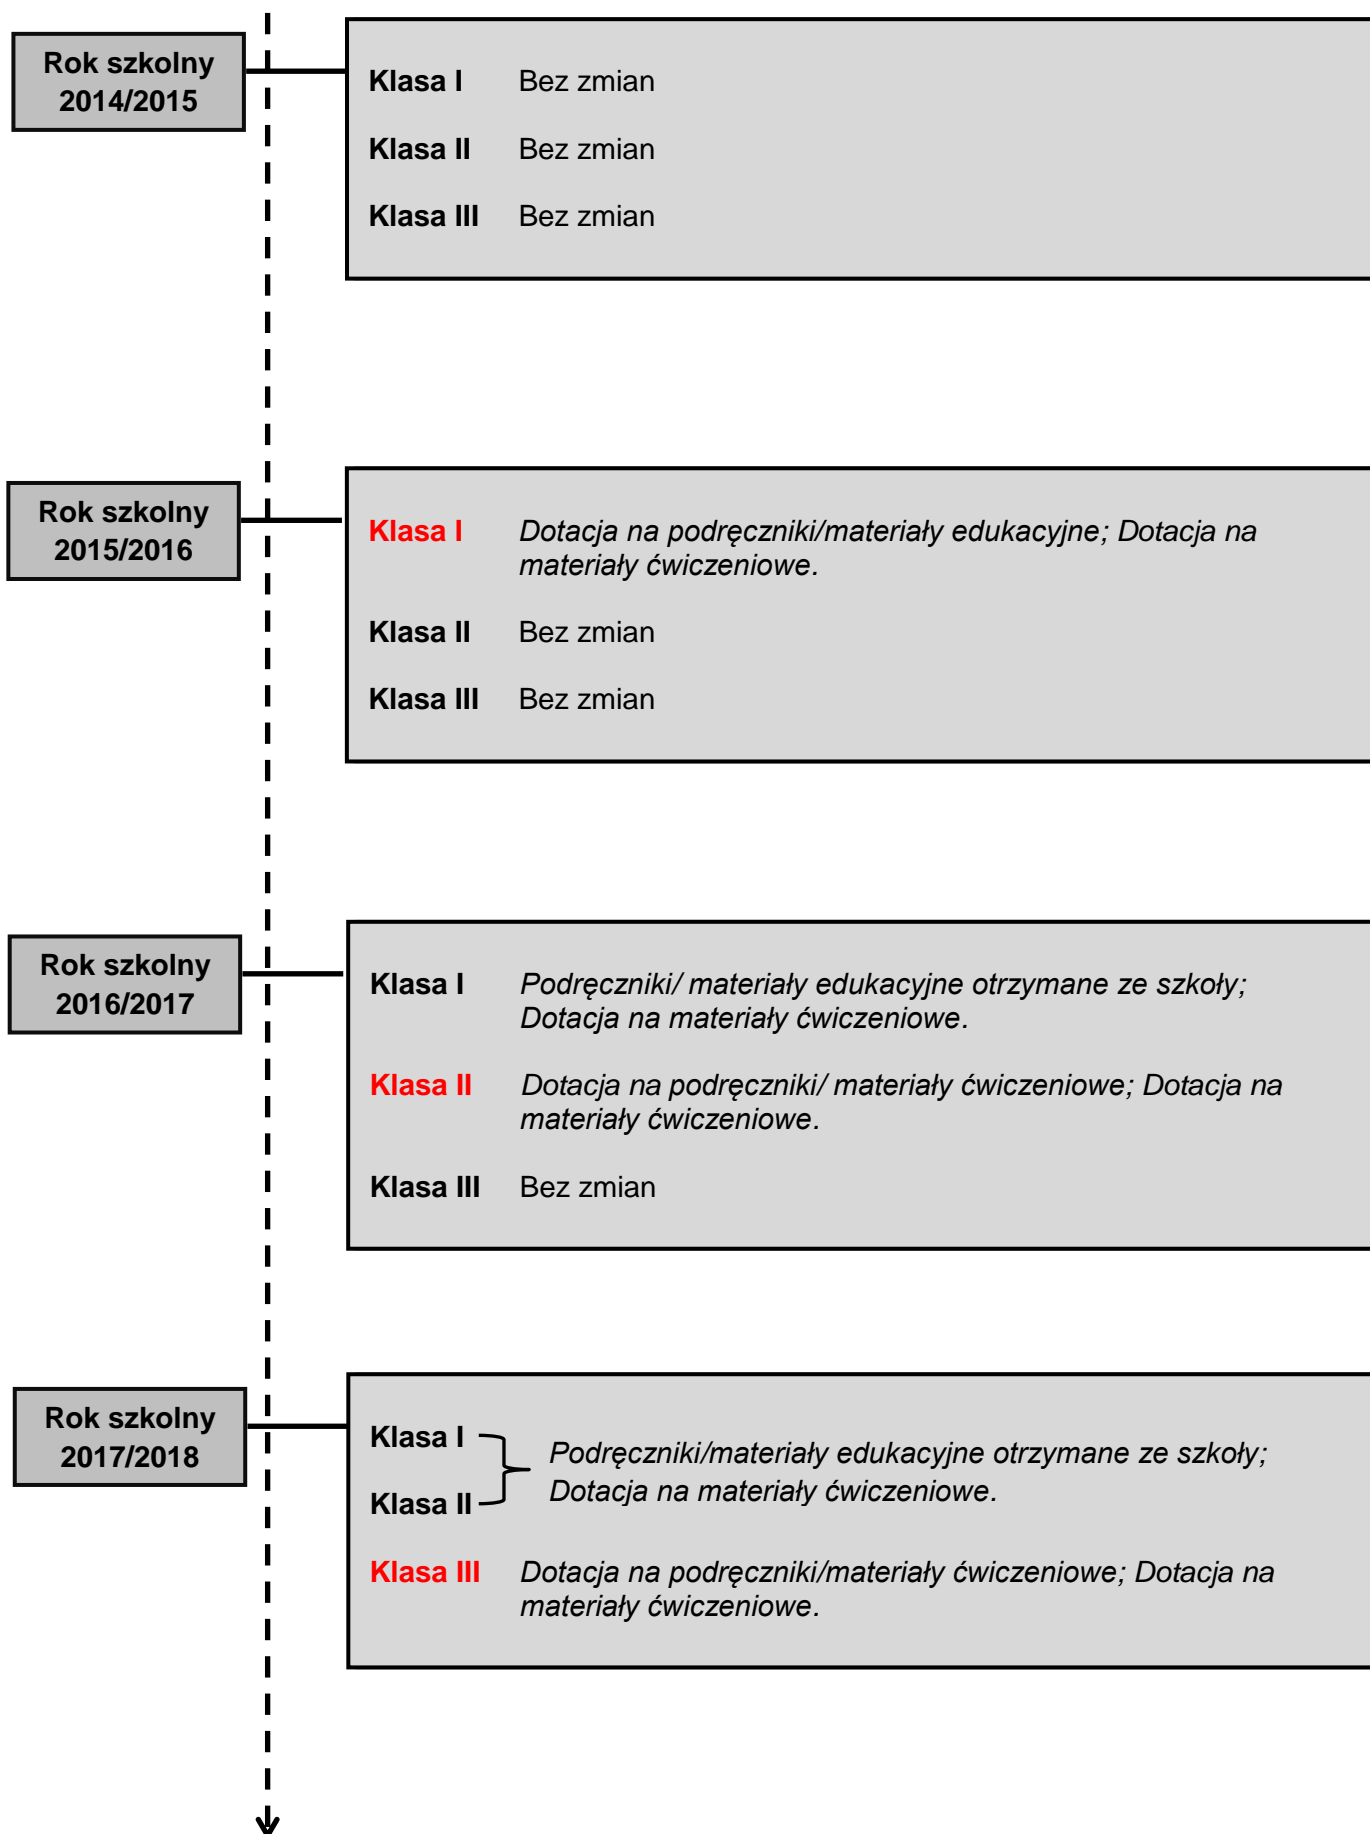 Rok szkolny
2014/2015
Klasa I Bez zmian
Klasa II Bez zmian
Klasa III Bez zmian
Rok szkolny
2015/2016
Klasa I Dotacja na podręczniki/materiały edukacyjne; Dotacja na
materiały ćwiczeniowe.
Klasa II Bez zmian
Klasa III Bez zmian
Rok szkolny
2016/2017
Klasa I Podręczniki/ materiały edukacyjne otrzymane ze szkoły;
Dotacja na materiały ćwiczeniowe.
Klasa II Dotacja na podręczniki/ materiały ćwiczeniowe; Dotacja na
materiały ćwiczeniowe.
Klasa III Bez zmian
Rok szkolny
2017/2018
Klasa I
Podręczniki/materiały edukacyjne otrzymane ze szkoły;
Dotacja na materiały ćwiczeniowe.
Klasa II
Klasa III Dotacja na podręczniki/materiały ćwiczeniowe; Dotacja na
materiały ćwiczeniowe.